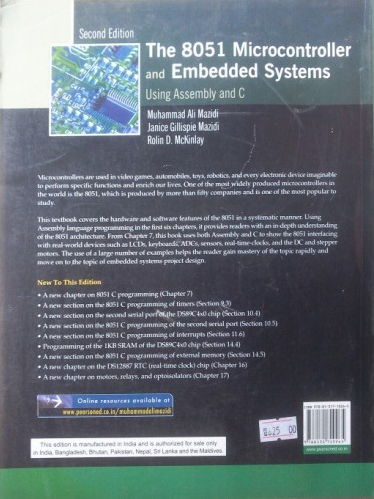 Second Edition
The 8051 Microcontroller
and Embedded Systems
Using Assembly and C
Muhammad Ali Mazidi
Janice Gillispie Mazidi
Rolin D. McKinlay
Microcontrollers are used in video games, automobiles, toys, robotics, and every electronic device imaginable
to perform specific functions and enrich our lives. One of the most widely produced microcontrollers in
the world is the 8051, which is produced by more than fifty companies and is one of the most popular to
study.
This textbook covers the hardware and software features of the 8051 in a systematic manner. Using
Assembly language programming in the first six chapters, it provides readers with an in depth understanding
of the 8051 architecture. From Chapter 7, this book uses both Assembly and C to show the 8051 interfacing
with real-world devices such as LCDs, keyboards, ADCs, sensors, real-time-clocks, and the DC and stepper
motors. The use of a large number of examples helps the reader gain mastery of the topic rapidly and
move on to the topic of embedded systems project design.
New To This Edition
• A new chapter on 8051 C programming (Chapter 7)
• A new section on the 8051 C programming of timers (Section 9.3)
• A new section on the second serial port of the DS89C4x0 chip (Section 10.4)
• A new section on the 8051 C programming of the second serial port (Section 10.5)
• A new section on the 8051 C programming of interrupts (Section 11.6)
• Programming of the 1KB SRAM of the DS89C4x0 chip (Section 14.4)
• A new section on the 8051 C programming of external memory (Section 14.5)
• A new chapter on the DS12887 RTC (real-time clock) chip (Chapter 16)
• A new chapter on motors, relays, and optoisolators (Chapter 17)
Online resources available at
www.pearsoned.co.in/muhammadalimazidi
425 00
This edition is manufactured in India and is authorized for sale only
in India, Bangladesh, Bhutan, Pakistan, Nepal, Sri Lanka and the Maldives.